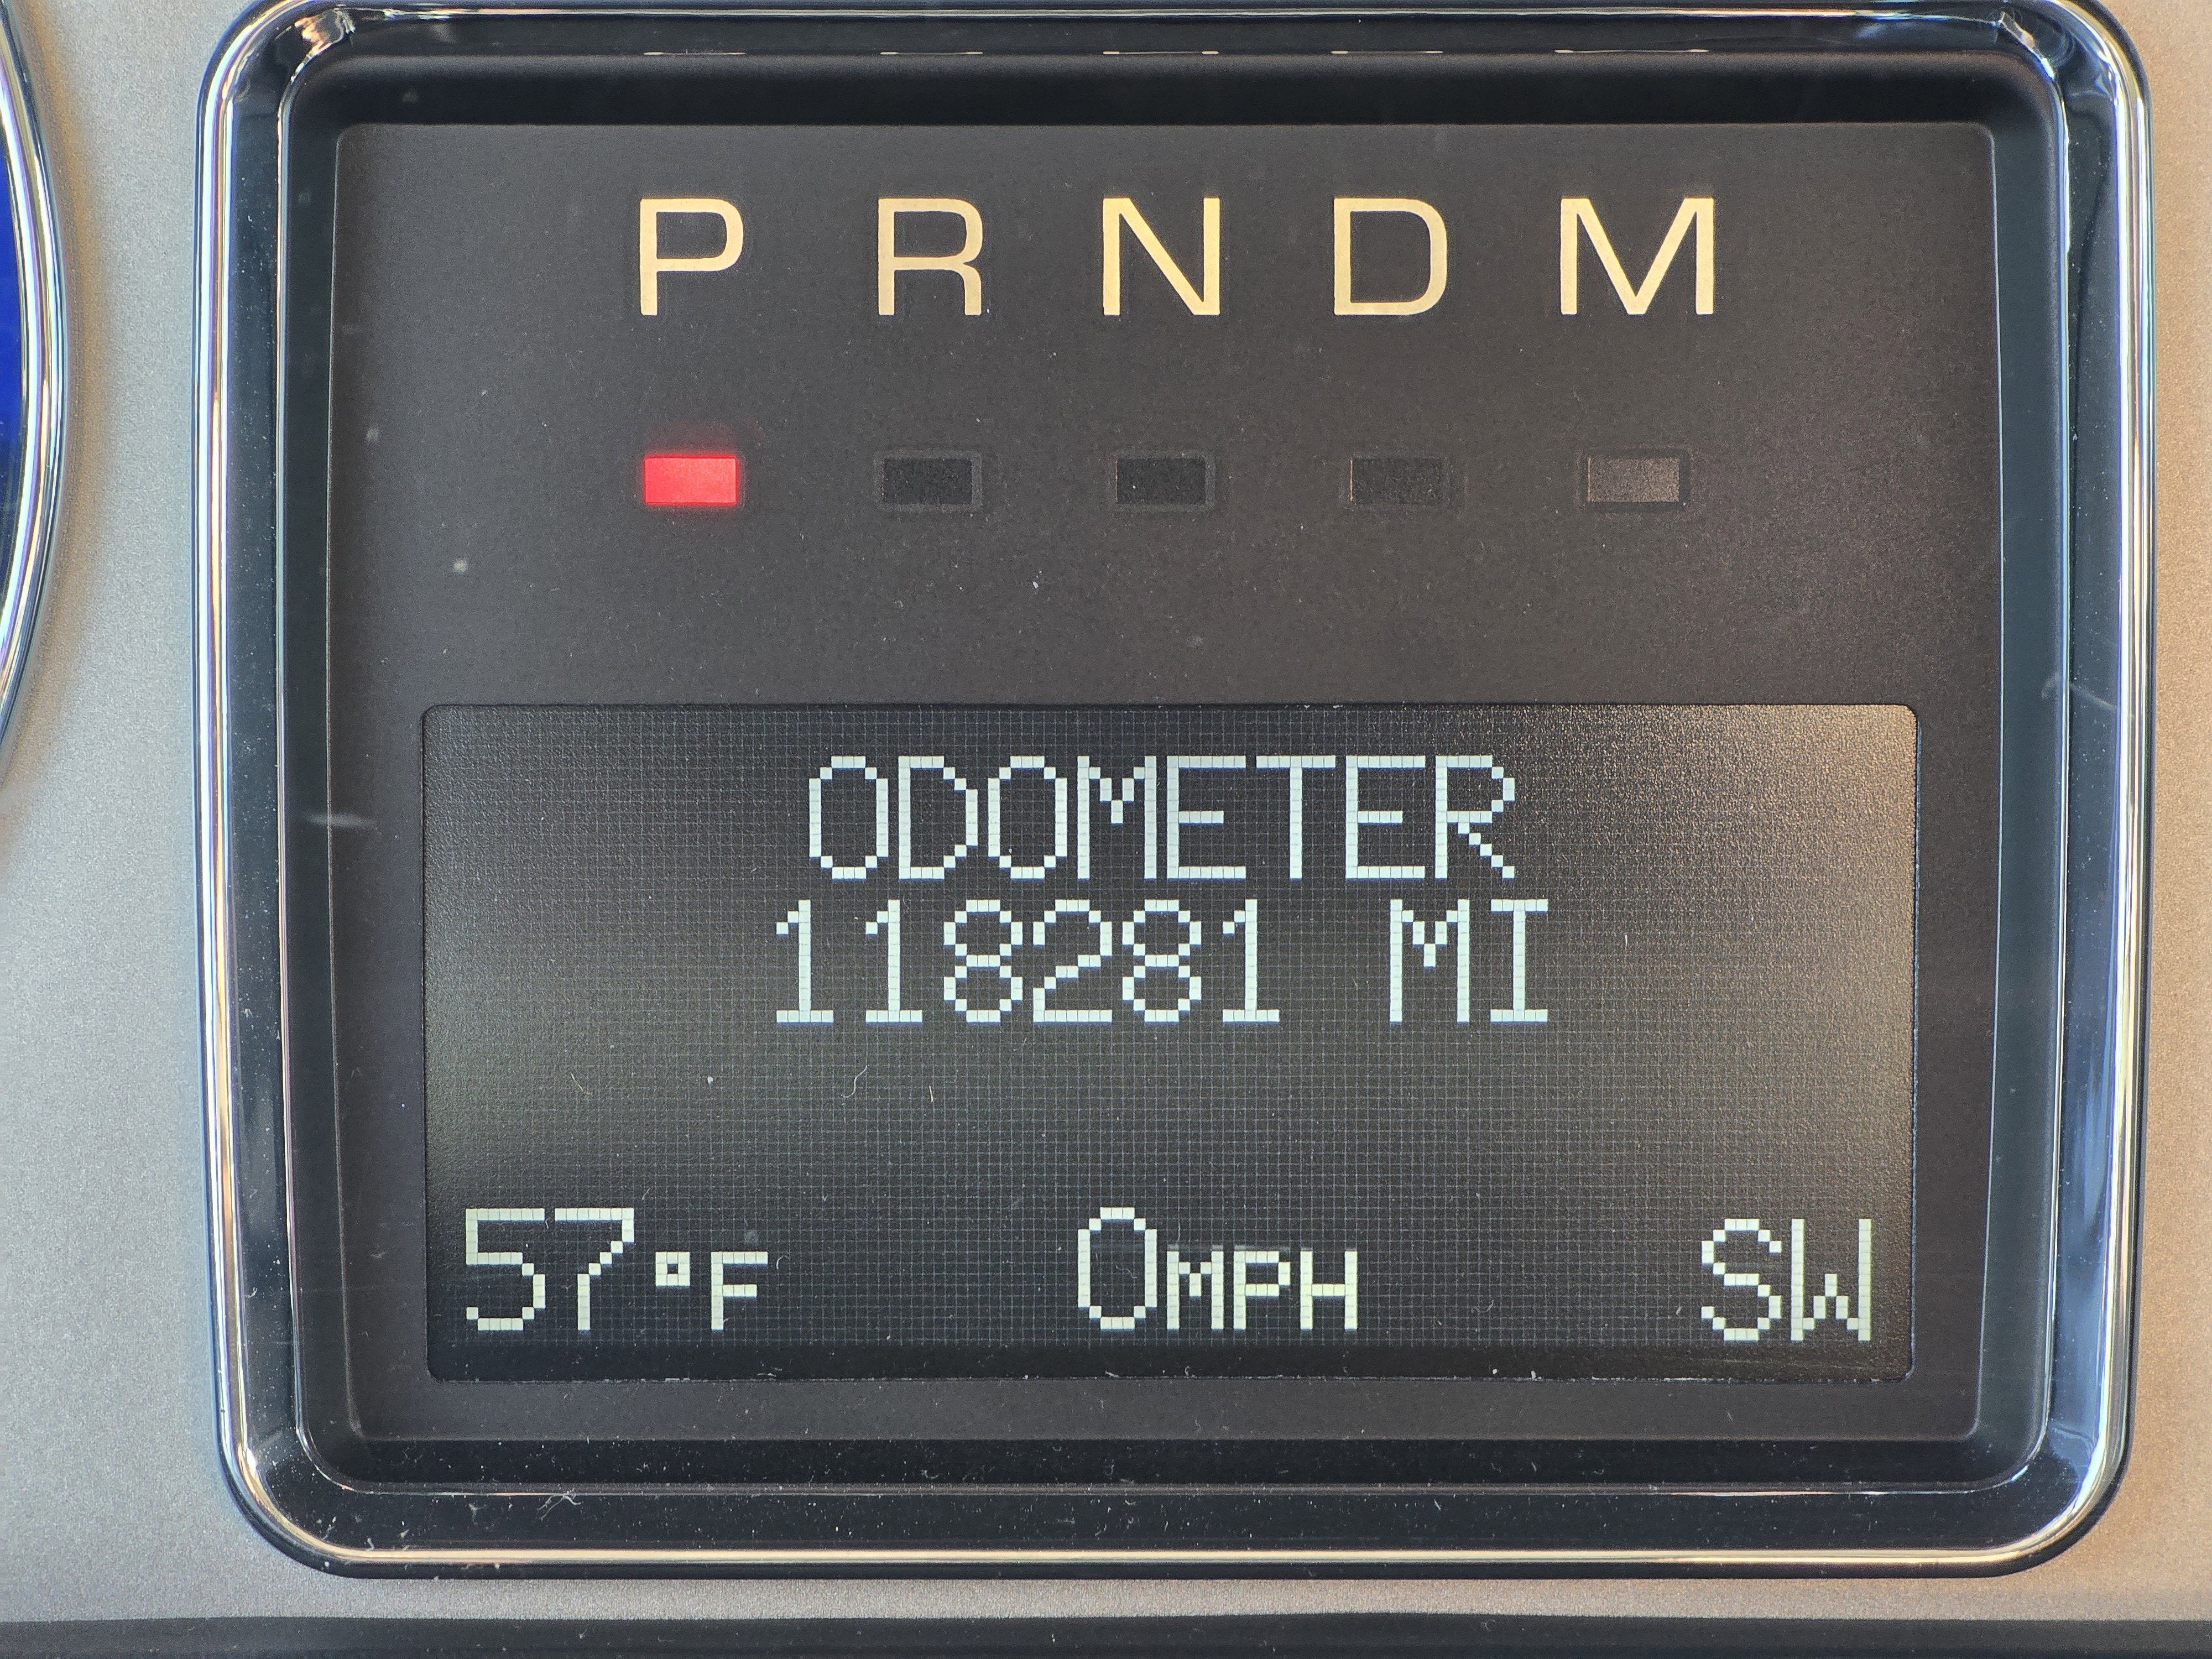 P R N D M
ODOMETER
118281 MI
57°F 0MPH SW